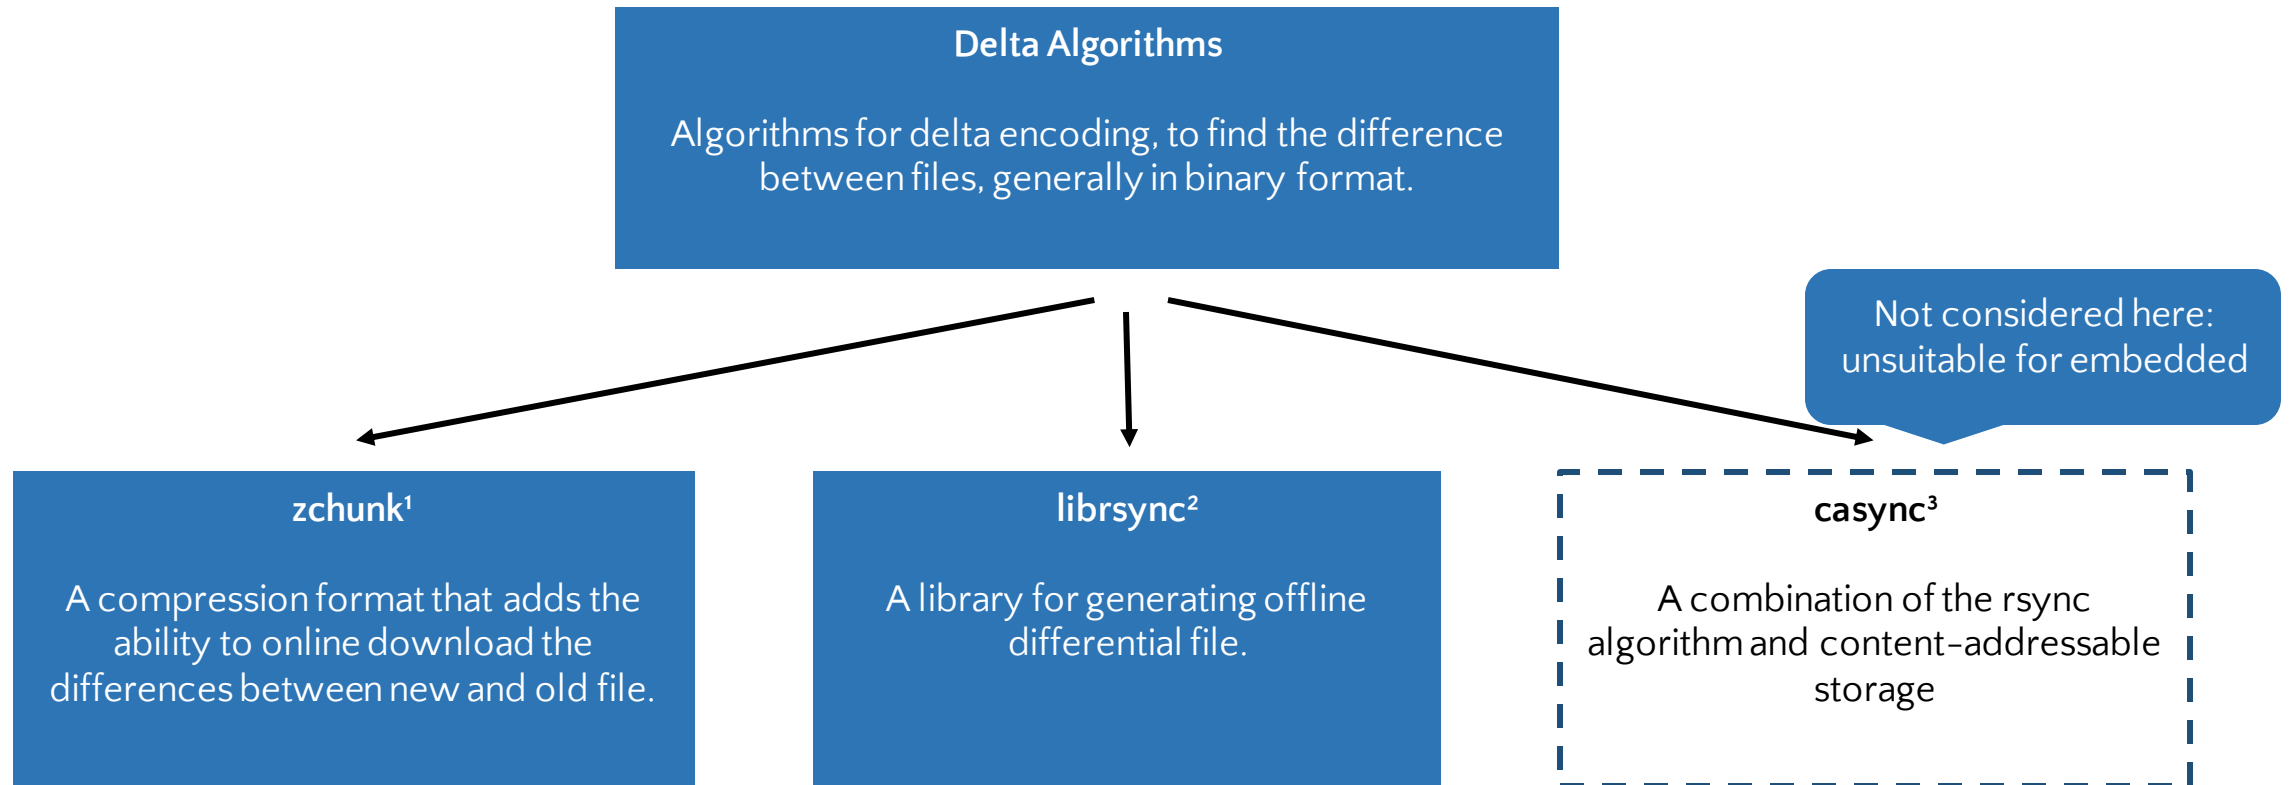 Delta Algorithms
Algorithms for delta encoding, to find the difference
between files, generally in binary format.
Not considered here:
unsuitable for embedded
zchunk¹
A compression format that adds the
ability to online download the
differences between new and old file.
librsync²
A library for generating offline
differential file.
casync³
A combination of the rsync
algorithm and content-addressable
storage